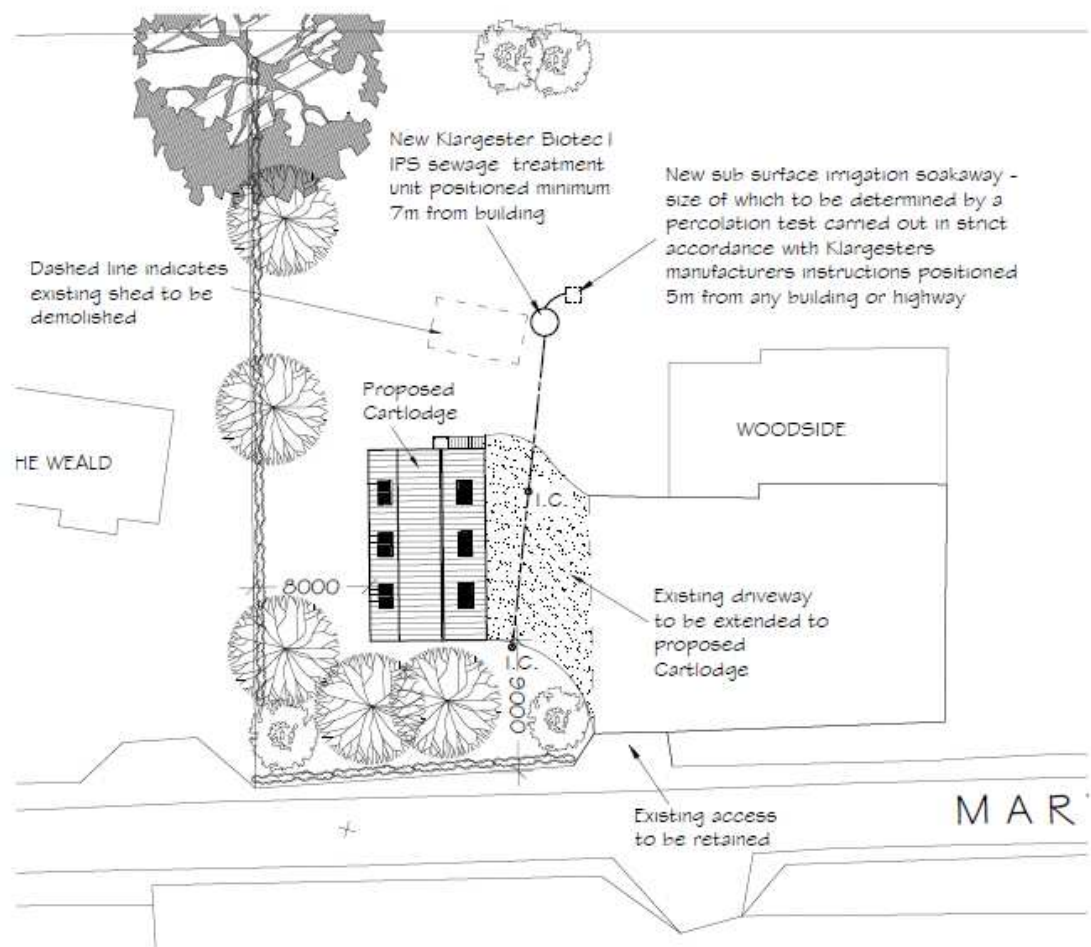 New Klargester Biotec 1
IPS sewage treatment
unit positioned minimum
7m from building
New sub surface irrigation soakaway -
size of which to be determined by a
percolation test carried out in strict
accordance with Klargesters
manufacturers instructions positioned
5m from any building or highway
Dashed line indicates
existing shed to be
demolished
Proposed
Cartlodge
HE WEALD
WOODSIDE
I.C.
8000
Existing driveway
to be extended to
proposed
Cartlodge
I.C.
9000
Existing access
to be retained
MAR